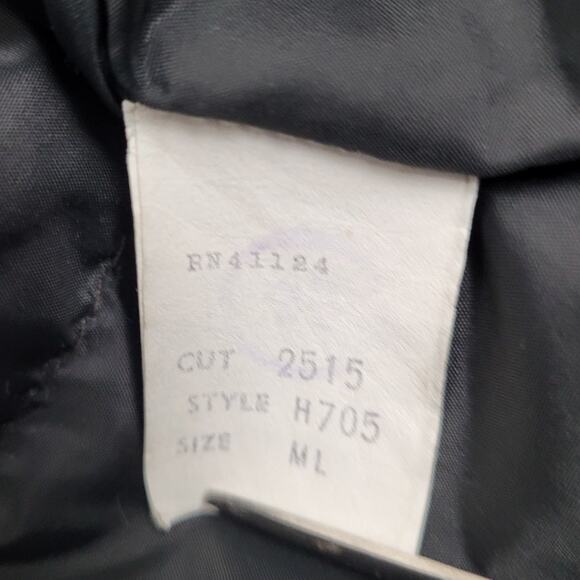 RN41124
CUT 2515
STYLE H705
SIZE ML